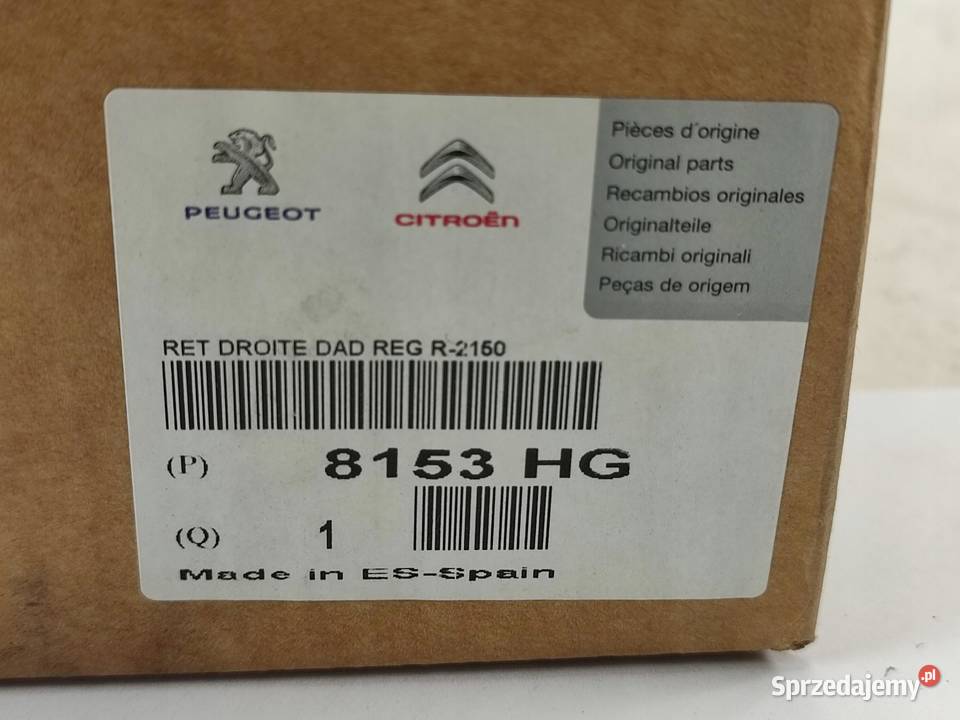 PEUGEOT
CITROËN
Pièces d'origine
Original parts
Recambios originales
Originalteile
Ricambi originali
Peças de origem
RET DROITE DAD REG R-2150
(P) 8153 HG
(Q) 1
Made in ES-Spain
Sprzedajemy.pl